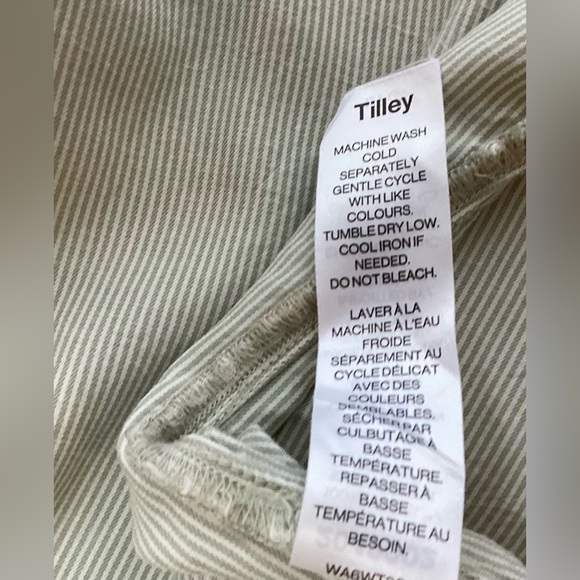 Tilley
MACHINE WASH
COLD
SEPARATELY
GENTLE CYCLE
WITH LIKE
COLOURS.
TUMBLE DRY LOW.
COOL IRON IF
NEEDED.
DO NOT BLEACH.
LAVER À LA
MACHINE À L'EAU
FROIDE
SÉPAREMENT AU
CYCLE DÉLICAT
AVEC DES
COULEURS
SEMBLABLES.
SÉCHER PAR
CULBUTAGE À
BASSE
TEMPÉRATURE.
REPASSER À
BASSE
TEMPÉRATURE AU
BESOIN.